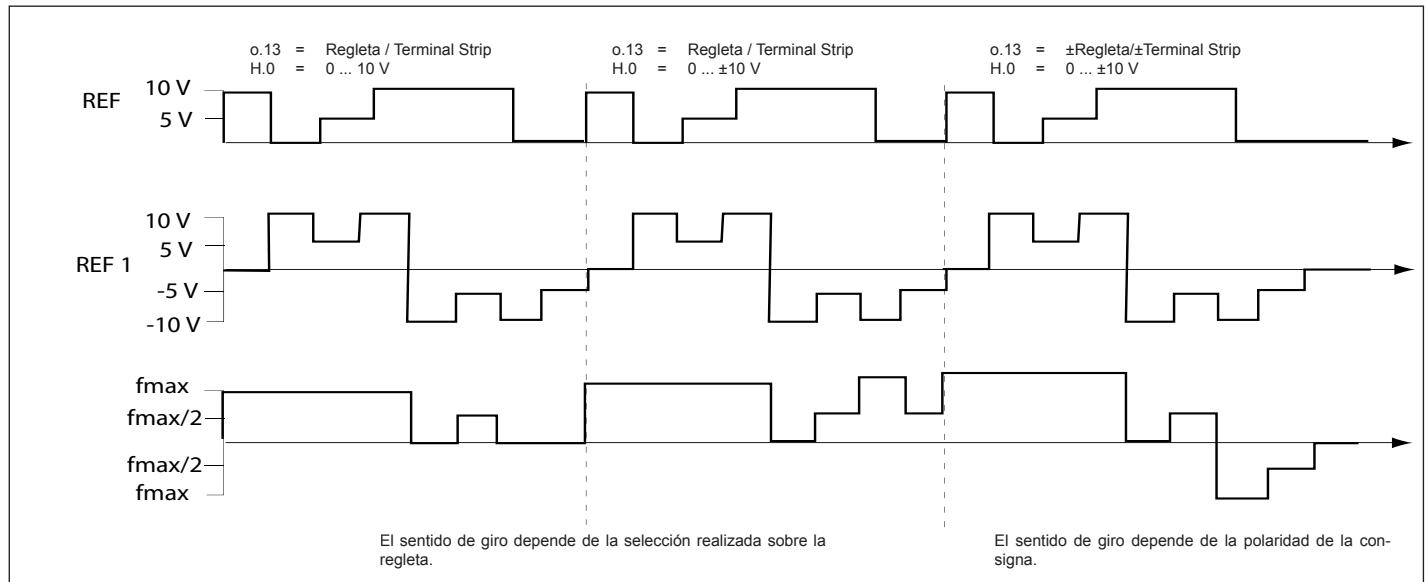 o.13 = Regleta / Terminal Strip
H.0 = 0 ... 10 V
o.13 = Regleta / Terminal Strip
H.0 = 0 ... ±10 V
o.13 = ±Regleta/±Terminal Strip
H.0 = 0 ... ±10 V
REF
10 V
5 V
REF 1
10 V
5 V
-5 V
-10 V
fmax
fmax/2
fmax/2
fmax
El sentido de giro depende de la selección realizada sobre la
regleta.
El sentido de giro depende de la polaridad de la con-
signa.